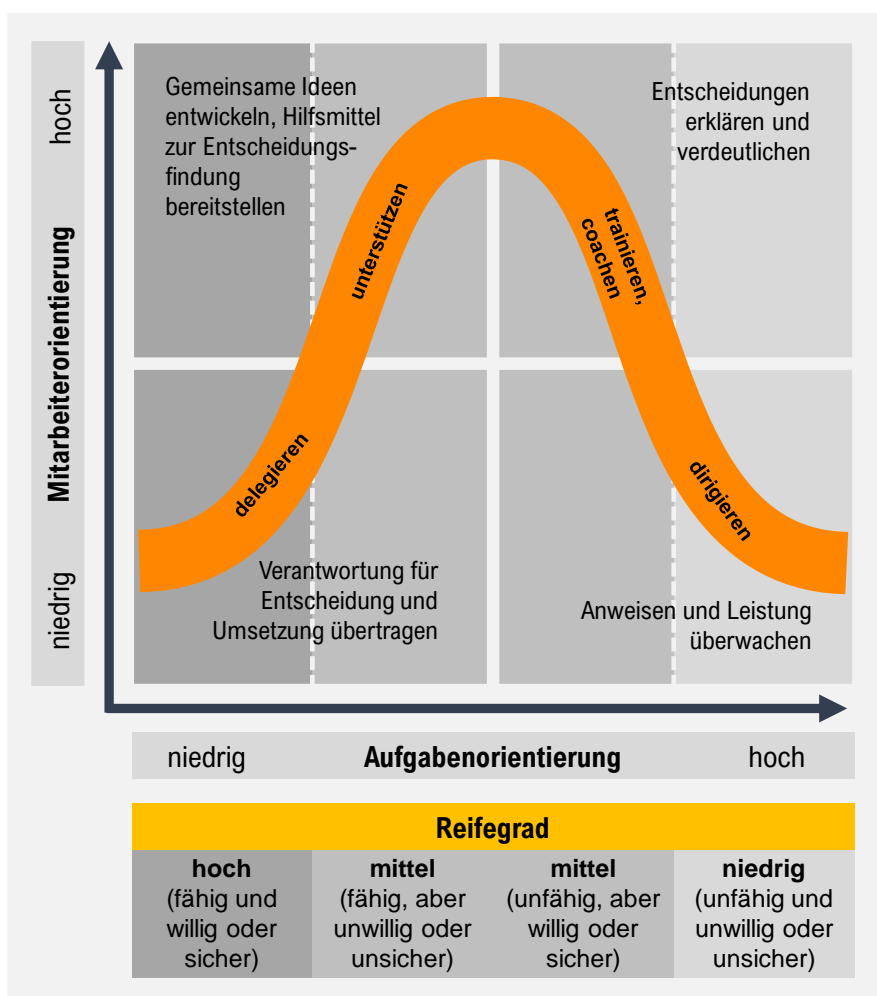 hoch
Mitarbeiterorientierung
niedrig
Gemeinsame Ideen
entwickeln, Hilfsmittel
zur Entscheidungs-
findung
bereitstellen
Entscheidungen
erklären und
verdeutlichen
unterstützen
trainieren,
coachen
delegieren
dirigieren
Verantwortung für
Entscheidung und
Umsetzung übertragen
Anweisen und Leistung
überwachen
niedrig
Aufgabenorientierung
hoch
Reifegrad
hoch
(fähig und
willig oder
sicher)
mittel
(fähig, aber
unwillig oder
unsicher)
mittel
(unfähig, aber
willig oder
sicher)
niedrig
(unfähig und
unwillig oder
unsicher)